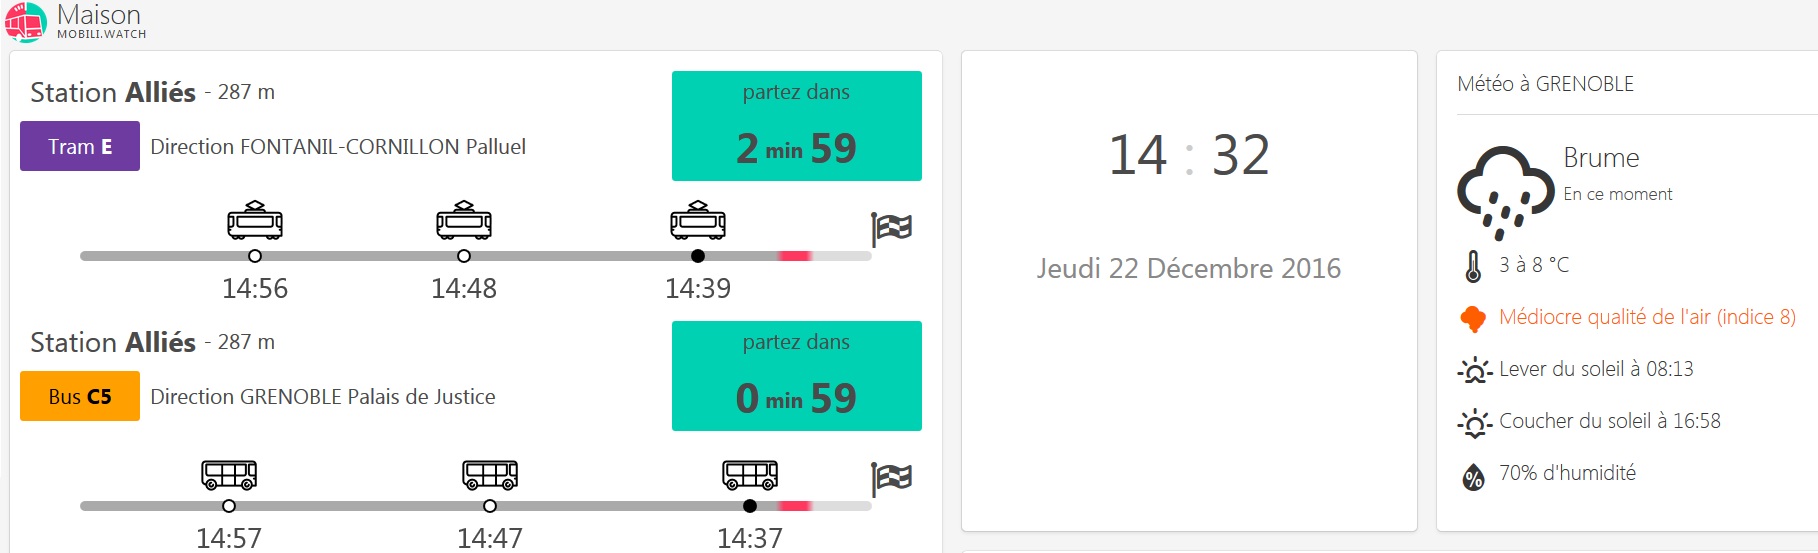 Maison
MOBILI.WATCH
Station Alliés - 287 m
partez dans
2 min 59
Tram E Direction FONTANIL-CORNILLON Palluel
14:56 14:48 14:39
Station Alliés - 287 m
partez dans
0 min 59
Bus C5 Direction GRENOBLE Palais de Justice
14:57 14:47 14:37
14 : 32
Jeudi 22 Décembre 2016
Météo à GRENOBLE
Brume
En ce moment
3 à 8 °C
Médiocre qualité de l'air (indice 8)
Lever du soleil à 08:13
Coucher du soleil à 16:58
% 70% d'humidité